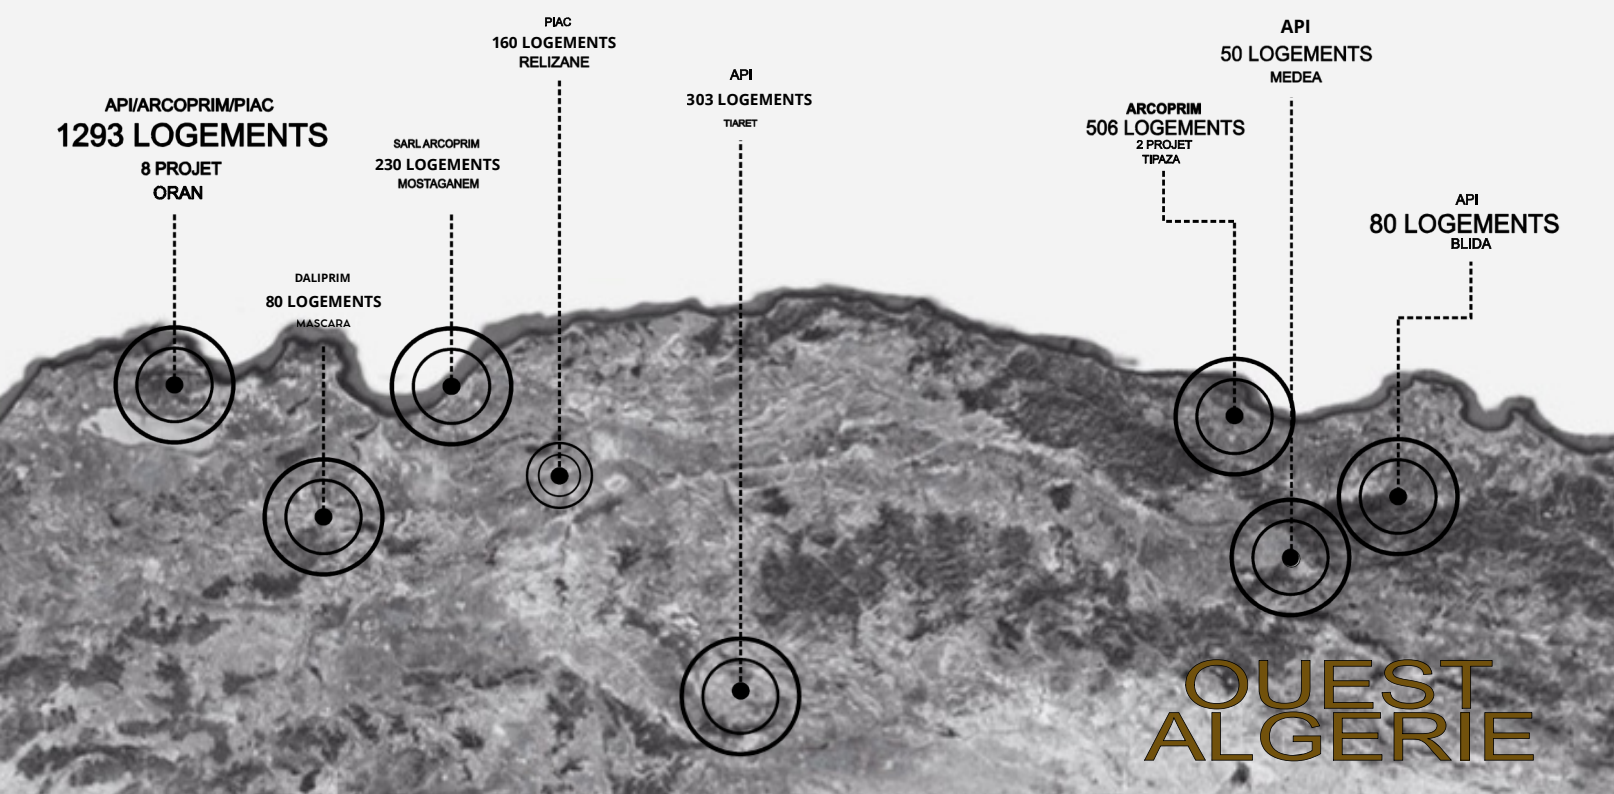 API/ARCOPRIM/PIAC
1293 LOGEMENTS
8 PROJET
ORAN
DALIPRIM
80 LOGEMENTS
MASCARA
SARL ARCOPRIM
230 LOGEMENTS
MOSTAGANEM
PIAC
160 LOGEMENTS
RELIZANE
API
303 LOGEMENTS
TIARET
ARCOPRIM
506 LOGEMENTS
2 PROJET
TIPAZA
API
50 LOGEMENTS
MEDEA
API
80 LOGEMENTS
BLIDA
OUEST
ALGERIE